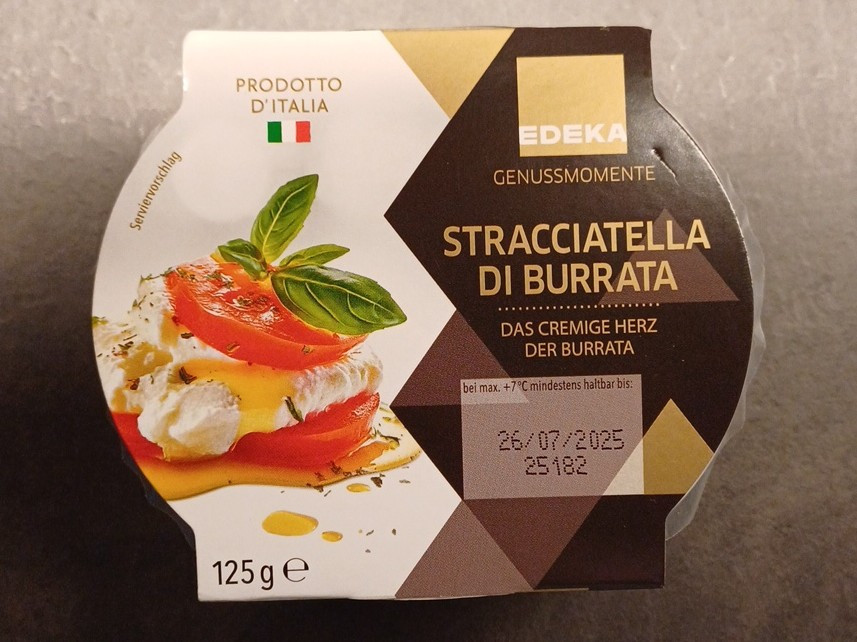 PRODOTTO
D'ITALIA
Serviervorschlag
125 g ℮
EDEKA
GENUSSMOMENTE
STRACCIATELLA
DI BURRATA
DAS CREMIGE HERZ
DER BURRATA
bei max. +7 °C mindestens haltbar bis:
26/07/2025
25182